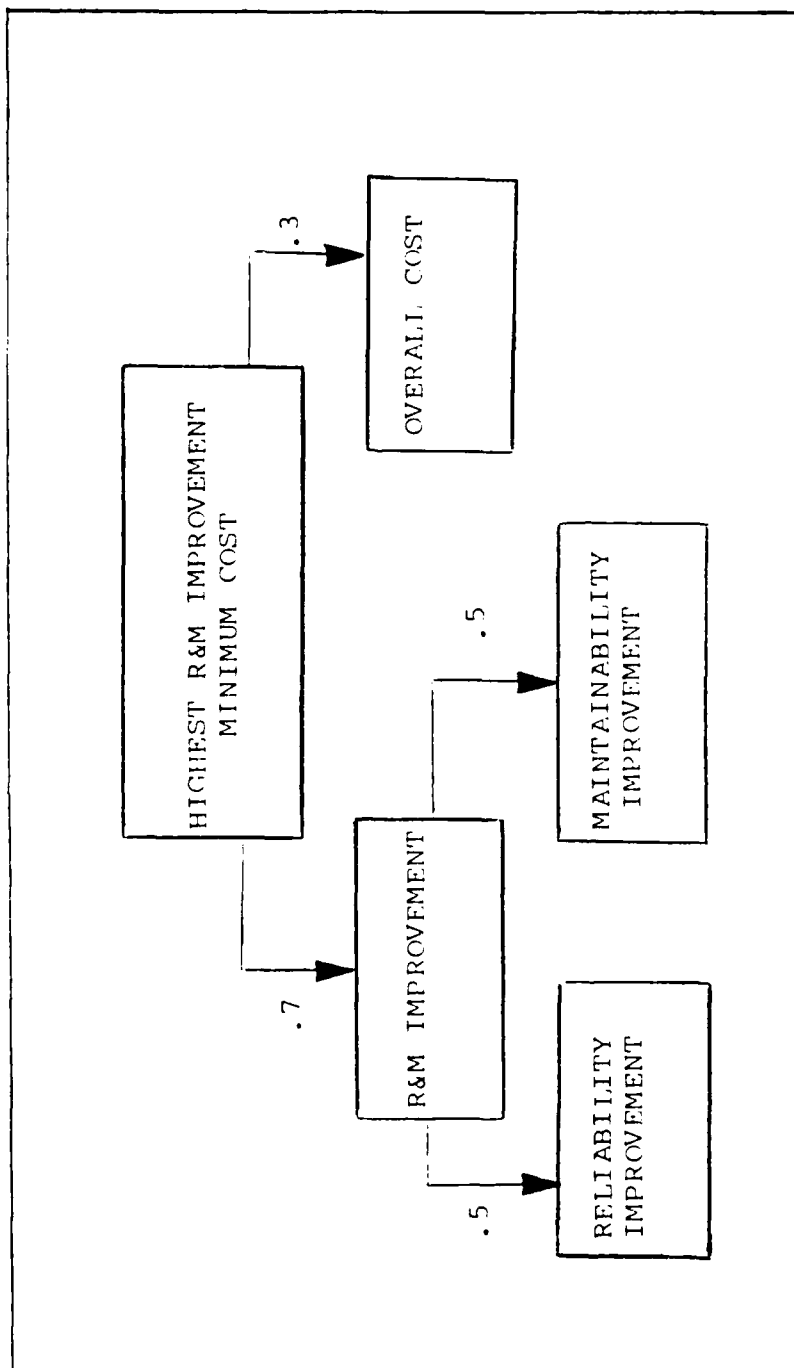 HIGHEST R&M IMPROVEMENT
MINIMUM COST
.7
.3
R&M IMPROVEMENT
OVERALL COST
.5
.5
RELIABILITY
IMPROVEMENT
MAINTAINABILITY
IMPROVEMENT